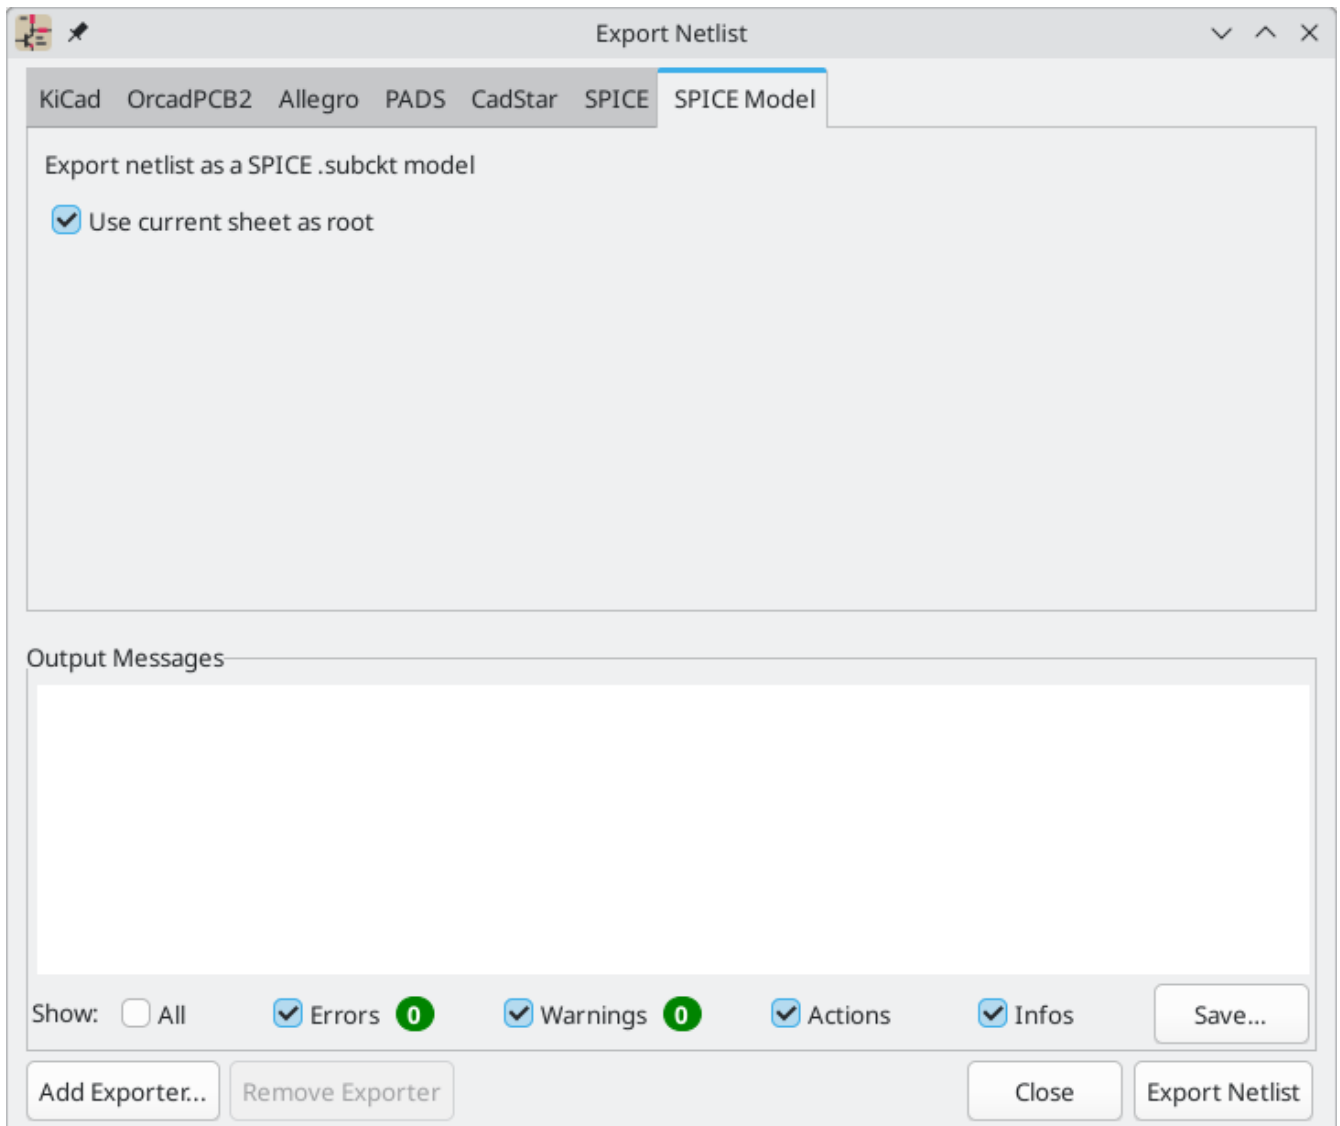 Export Netlist
KiCad OrcadPCB2 Allegro PADS CadStar SPICE SPICE Model
Export netlist as a SPICE .subckt model
Use current sheet as root
Output Messages
Show: All Errors 0 Warnings 0 Actions Infos Save...
Add Exporter... Remove Exporter Close Export Netlist